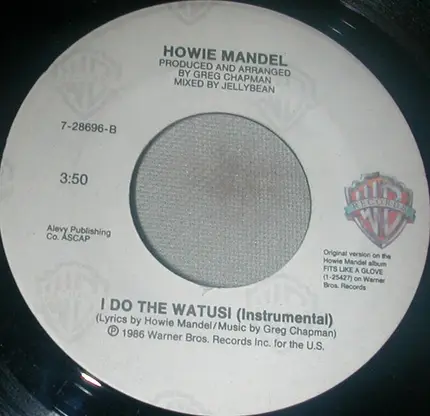 HOWIE MANDEL
PRODUCED AND ARRANGED
BY GREG CHAPMAN
MIXED BY JELLYBEAN
7-28696-B
3:50
Alevy Publishing
Co. ASCAP
WB
RECORDS
Original version on the
Howie Mandel album
FITS LIKE A GLOVE
(1-25427) on Warner
Bros. Records
I DO THE WATUSI (Instrumental)
(Lyrics by Howie Mandel/Music by Greg Chapman)
℗ 1986 Warner Bros. Records Inc. for the U.S.